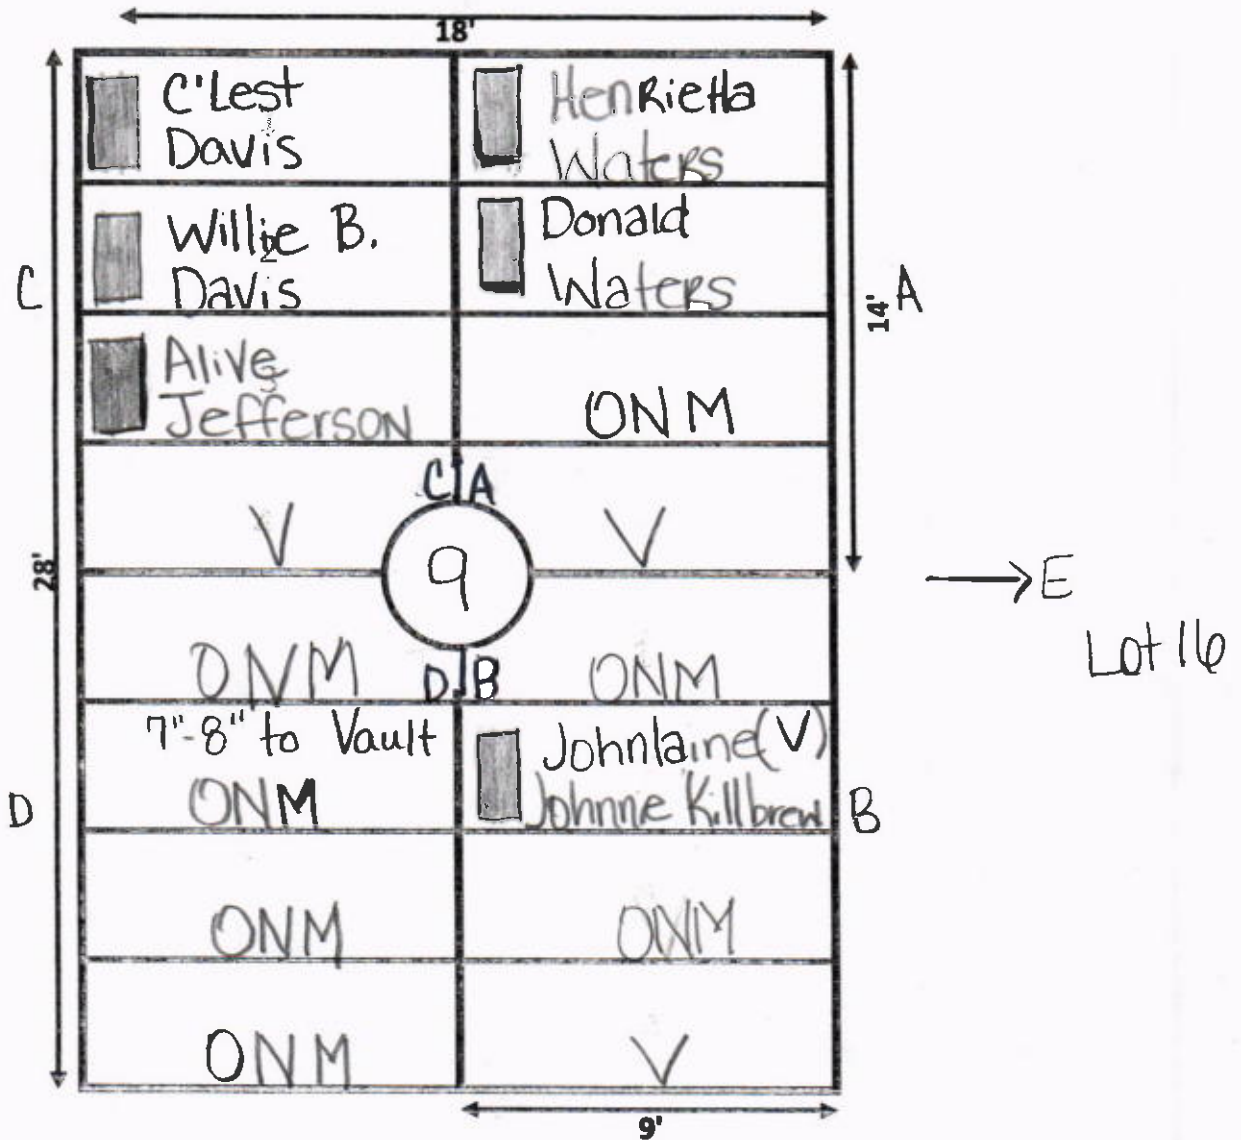 18'
C'Lest
Davis
HenRietta
Waters
Willie B.
Davis
Donald
Waters
C
14'
A
Alive
Jefferson
ONM
C A
V
V
9
28'
E
Lot 16
ONM
D B
ONM
7"-8" to Vault
ONM
Johnlaine (V)
Johnne Killbrew
D
B
ONM
ONM
ONM
V
9'